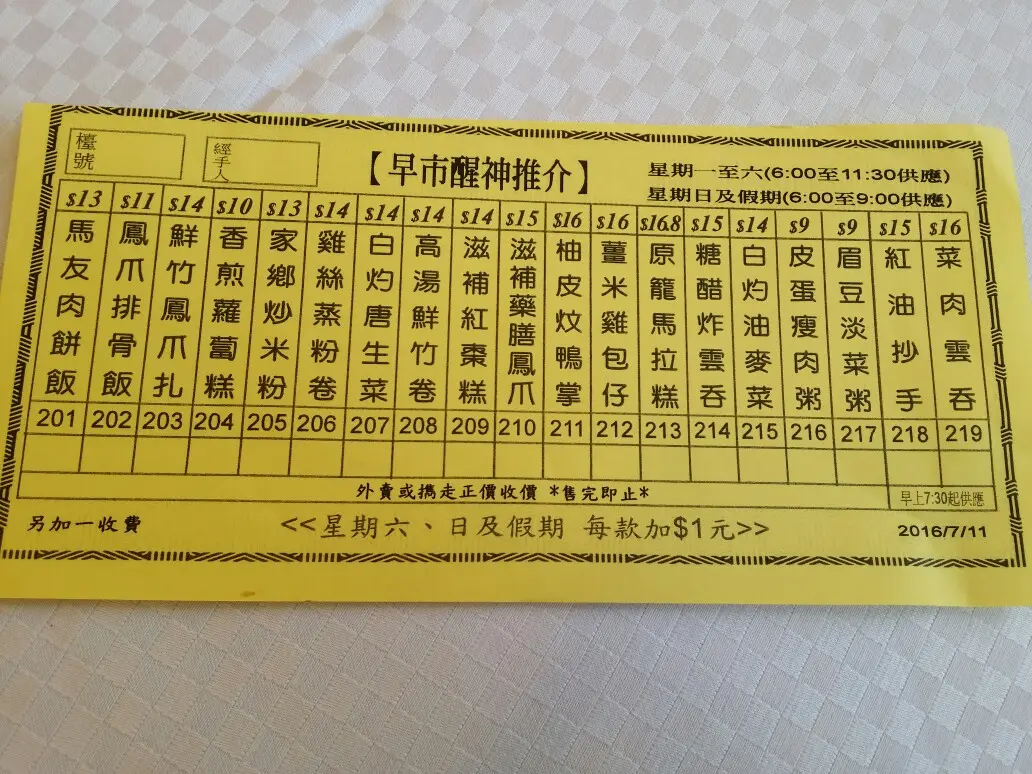 檯號
經手人
【早市醒神推介】
星期一至六(6:00至11:30供應)
星期日及假期(6:00至9:00供應)
$13 $11 $14 $10 $13 $14 $14 $14 $14 $15 $16 $16 $16.8 $15 $14 $9 $9 $15 $16
馬友肉餅飯
鳳爪排骨飯
鮮竹鳳爪扎
香煎蘿蔔糕
家鄉炒米粉
雞絲蒸粉卷
白灼唐生菜
高湯鮮竹卷
滋補紅棗糕
滋補藥膳鳳爪
柚皮炆鴨掌
薑米雞包仔
原籠馬拉糕
糖醋炸雲吞
白灼油麥菜
皮蛋瘦肉粥
眉豆淡菜粥
紅油抄手
菜肉雲吞
201 202 203 204 205 206 207 208 209 210 211 212 213 214 215 216 217 218 219
外賣或攜走正價收價 *售完即止*
早上7:30起供應
另加一收費
<<星期六、日及假期 每款加$1元>>
2016/7/11